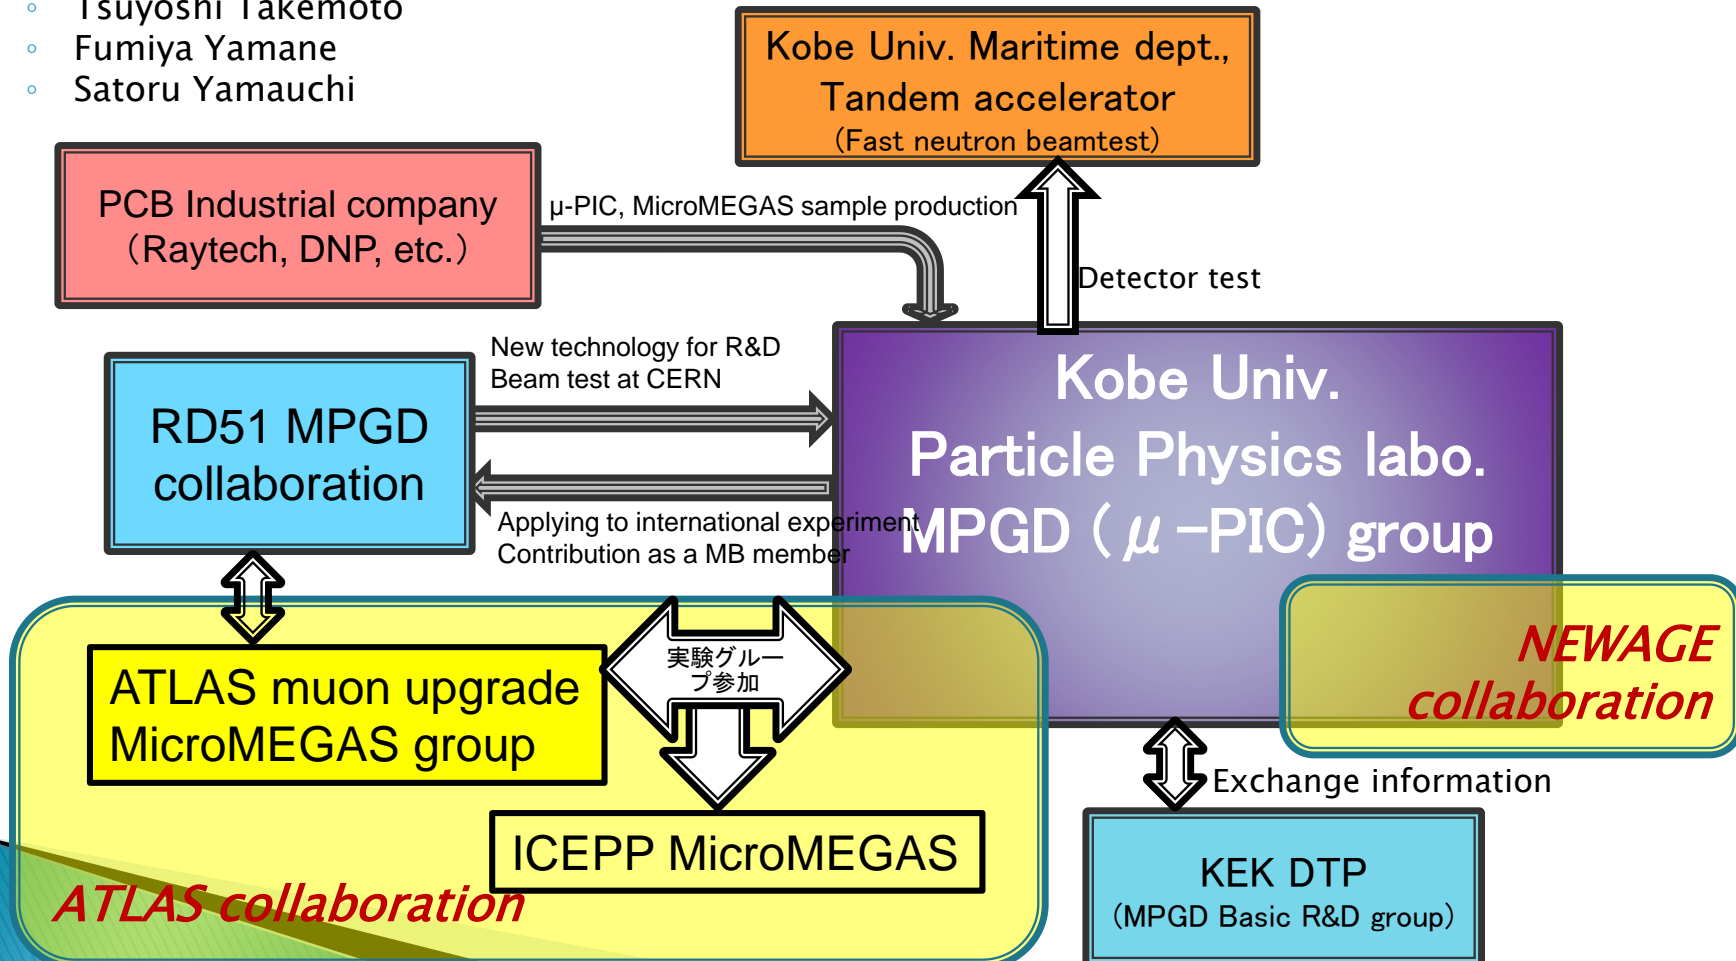 Tsuyoshi Takemoto
Fumiya Yamane
Satoru Yamauchi
Kobe Univ. Maritime dept.,
Tandem accelerator
(Fast neutron beamtest)
PCB Industrial company
（Raytech, DNP, etc.）
μ-PIC, MicroMEGAS sample production
Detector test
New technology for R&D
Beam test at CERN
RD51 MPGD
collaboration
Kobe Univ.
Particle Physics labo.
MPGD (μ-PIC) group
Applying to international experiment
Contribution as a MB member
NEWAGE
collaboration
実験グルー
プ参加
ATLAS muon upgrade
MicroMEGAS group
Exchange information
ICEPP MicroMEGAS
KEK DTP
(MPGD Basic R&D group)
ATLAS collaboration